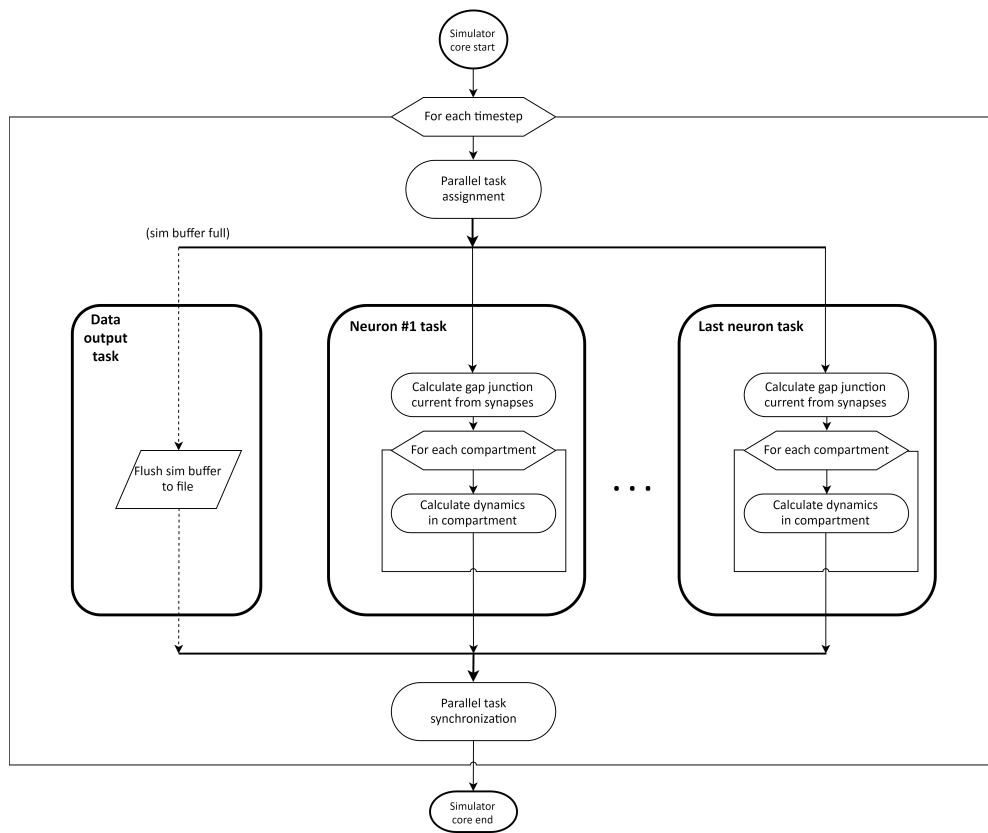 Simulator
core start
For each timestep
Parallel task
assignment
(sim buffer full)
Data
output
task
Flush sim buffer
to file
Neuron #1 task
Calculate gap junction
current from synapses
For each compartment
Calculate dynamics
in compartment
. . .
Last neuron task
Calculate gap junction
current from synapses
For each compartment
Calculate dynamics
in compartment
Parallel task
synchronization
Simulator
core end